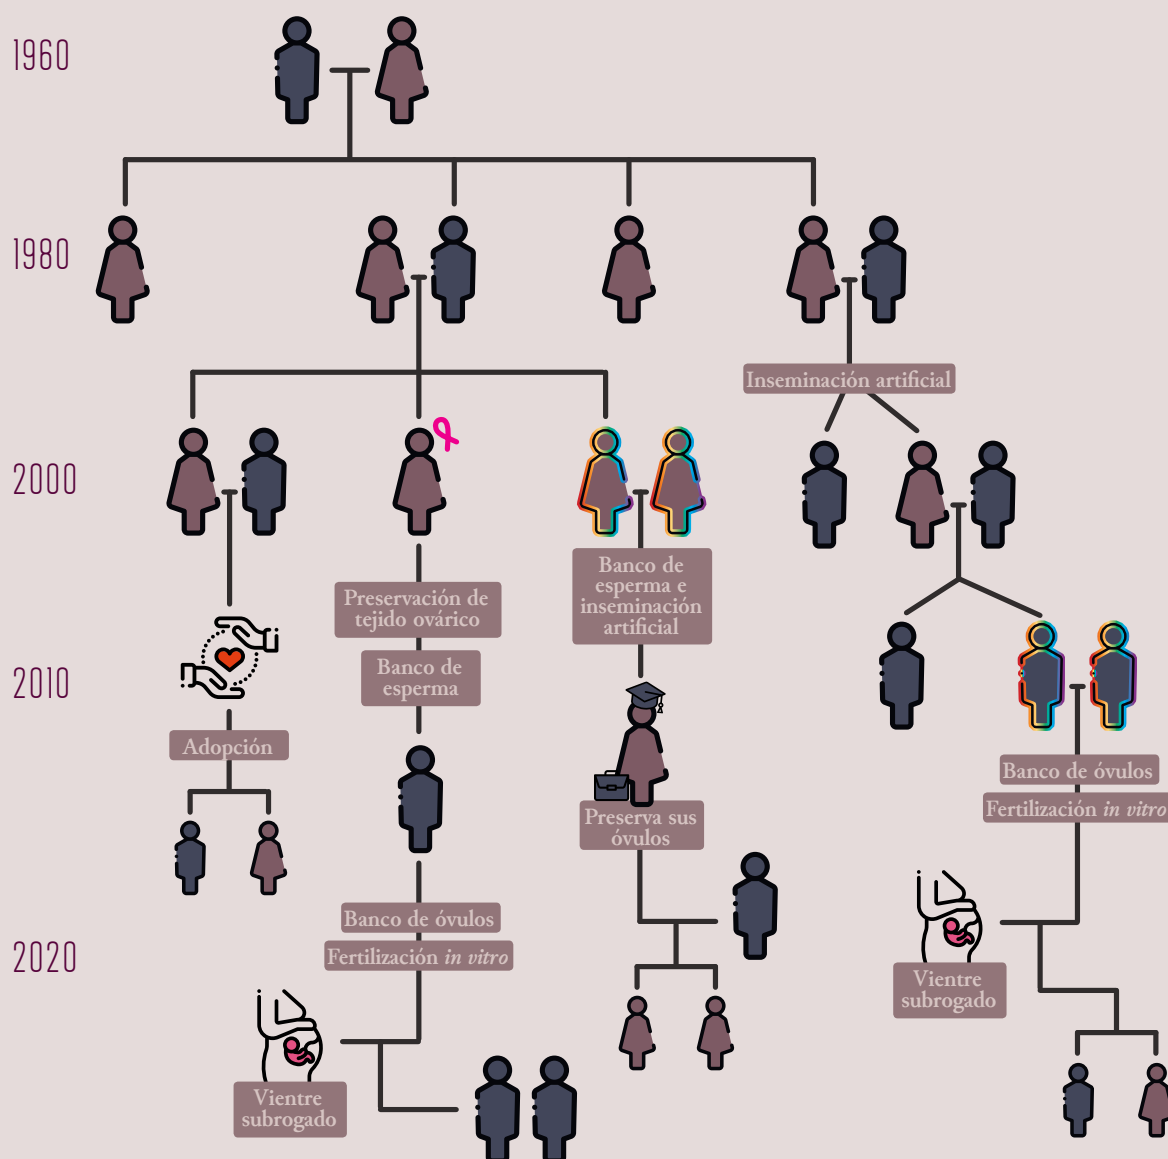 1960
1980
Inseminación artificial
2000
Preservación de
tejido ovárico
Banco de
esperma e
inseminación
artificial
Banco de
esperma
2010
Adopción
Banco de óvulos
Fertilización in vitro
Preserva sus
óvulos
Banco de óvulos
Fertilización in vitro
2020
Vientre
subrogado
Vientre
subrogado